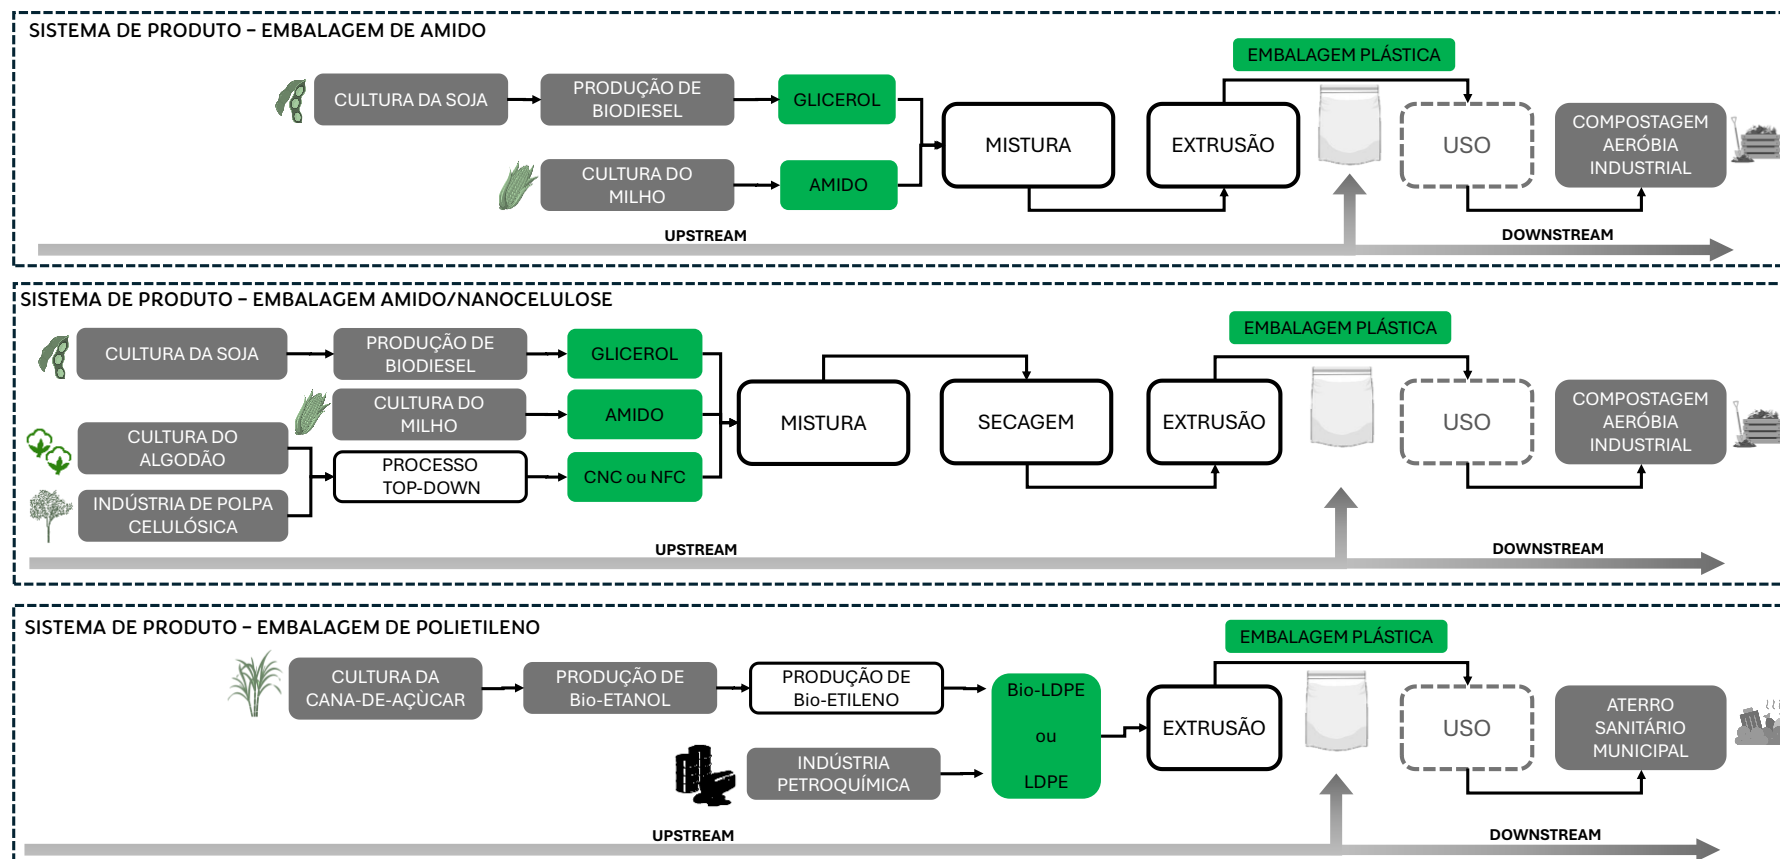 SISTEMA DE PRODUTO – EMBALAGEM DE AMIDO
EMBALAGEM PLÁSTICA
CULTURA DA SOJA
PRODUÇÃO DE
BIODIESEL
GLICEROL
MISTURA
EXTRUSÃO
USO
COMPOSTAGEM
AERÓBIA
INDUSTRIAL
CULTURA DO
MILHO
AMIDO
UPSTREAM
DOWNSTREAM
SISTEMA DE PRODUTO – EMBALAGEM AMIDO/NANOCELULOSE
EMBALAGEM PLÁSTICA
CULTURA DA SOJA
PRODUÇÃO DE
BIODIESEL
GLICEROL
CULTURA DO
MILHO
AMIDO
MISTURA
SECAGEM
EXTRUSÃO
USO
COMPOSTAGEM
AERÓBIA
INDUSTRIAL
CULTURA DO
ALGODÃO
PROCESSO
TOP-DOWN
CNC ou NFC
INDÚSTRIA DE POLPA
CELULÓSICA
UPSTREAM
DOWNSTREAM
SISTEMA DE PRODUTO – EMBALAGEM DE POLIETILENO
EMBALAGEM PLÁSTICA
CULTURA DA
CANA-DE-AÇÙCAR
PRODUÇÃO DE
Bio-ETANOL
PRODUÇÃO DE
Bio-ETILENO
Bio-LDPE
ou
LDPE
EXTRUSÃO
USO
ATERRO
SANITÁRIO
MUNICIPAL
INDÚSTRIA
PETROQUÍMICA
UPSTREAM
DOWNSTREAM